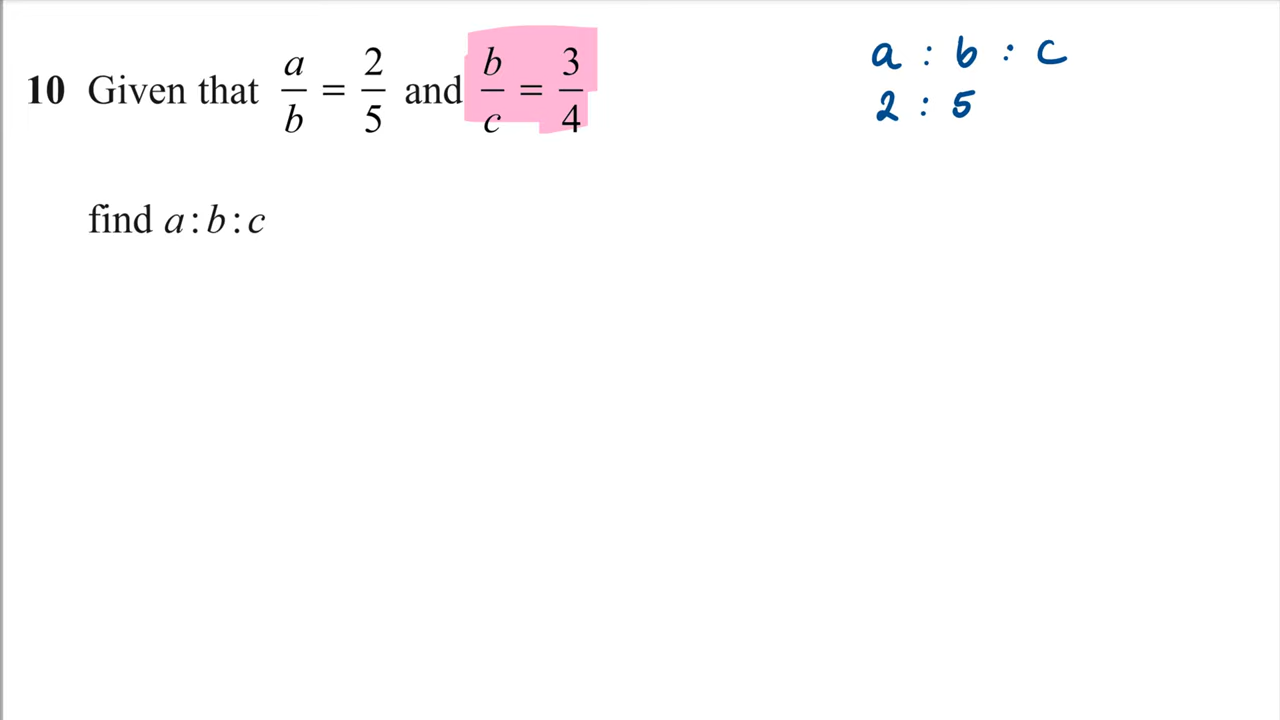 10 Given that a/b = 2/5 and b/c = 3/4
find a : b : c
a : b : c
2 : 5